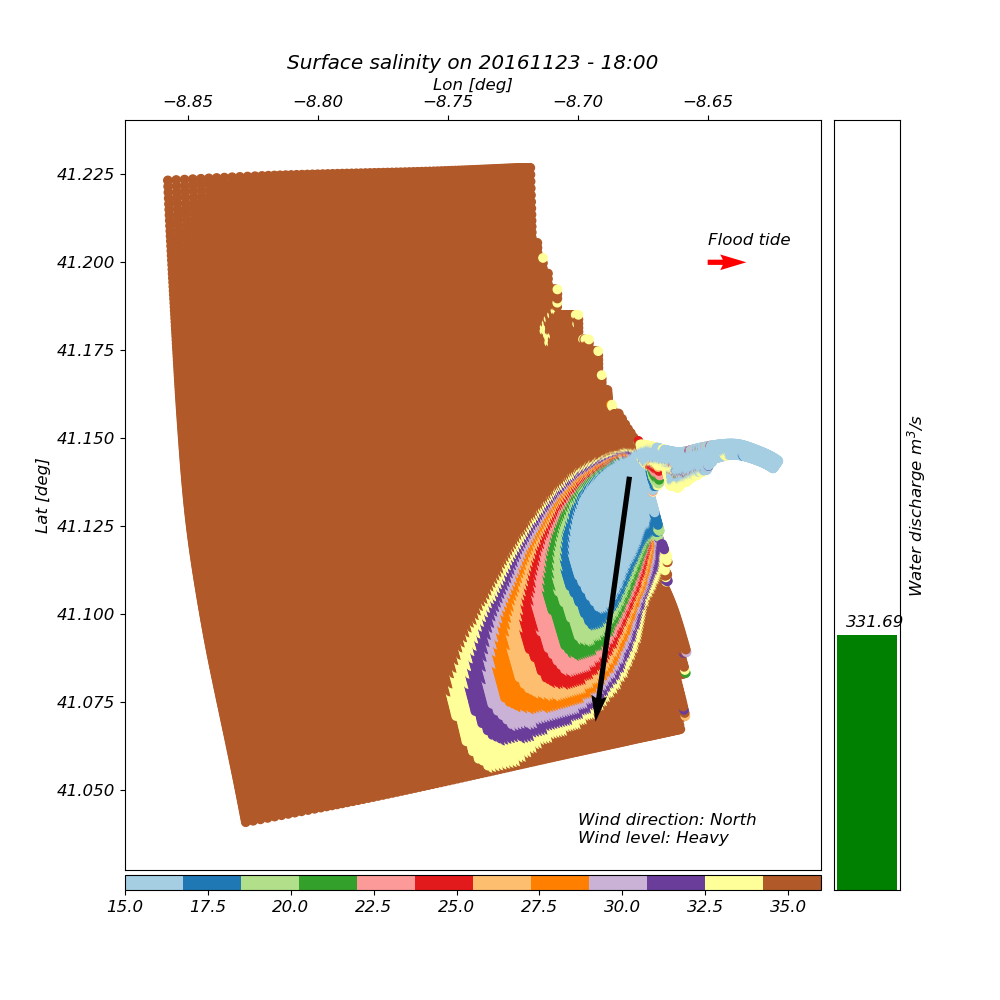 Surface salinity on 20161123 - 18:00
Lon [deg]
−8.85 −8.80 −8.75 −8.70 −8.65
41.225
41.200
41.175
41.150
41.125
41.100
41.075
41.050
Lat [deg]
Flood tide
Wind direction: North
Wind level: Heavy
15.0 17.5 20.0 22.5 25.0 27.5 30.0 32.5 35.0
331.69
Water discharge m³/s